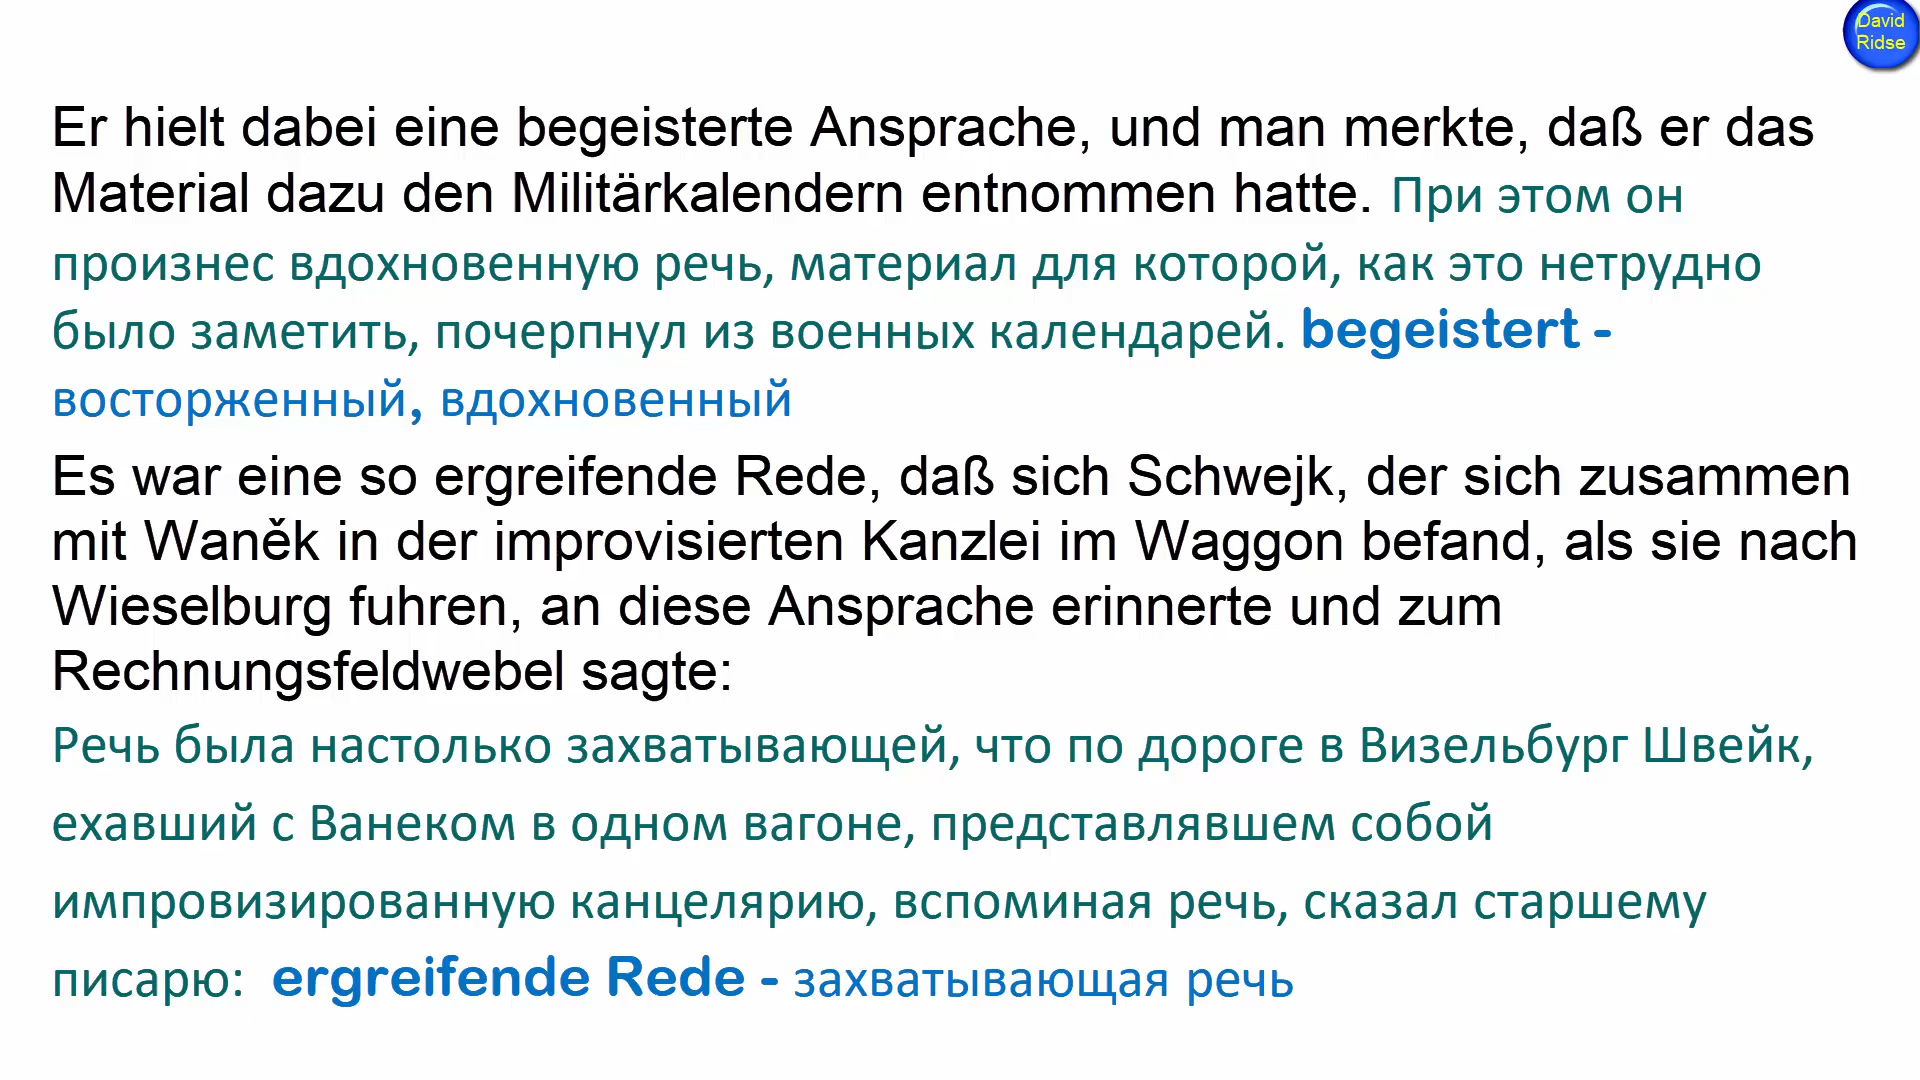 David
Ridse
Er hielt dabei eine begeisterte Ansprache, und man merkte, daß er das
Material dazu den Militärkalendern entnommen hatte. При этом он
произнес вдохновенную речь, материал для которой, как это нетрудно
было заметить, почерпнул из военных календарей. begeistert -
восторженный, вдохновенный
Es war eine so ergreifende Rede, daß sich Schwejk, der sich zusammen
mit Waněk in der improvisierten Kanzlei im Waggon befand, als sie nach
Wieselburg fuhren, an diese Ansprache erinnerte und zum
Rechnungsfeldwebel sagte:
Речь была настолько захватывающей, что по дороге в Визельбург Швейк,
ехавший с Ванеком в одном вагоне, представлявшем собой
импровизированную канцелярию, вспоминая речь, сказал старшему
писарю: ergreifende Rede - захватывающая речь